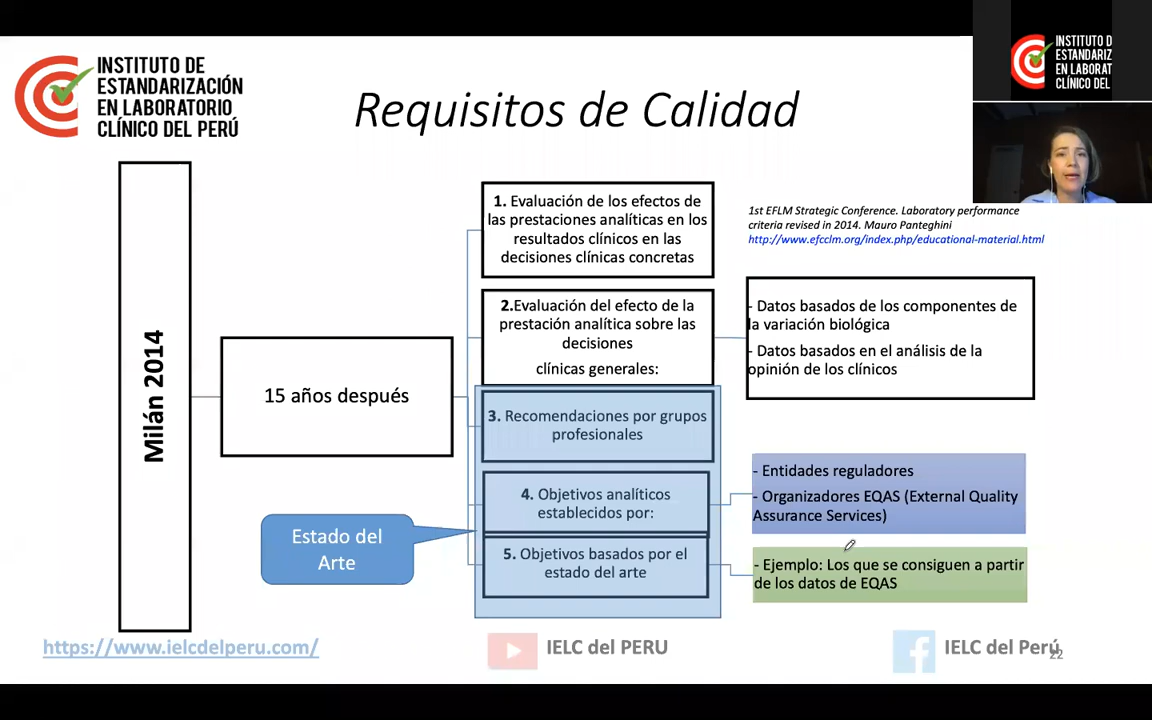 INSTITUTO DE
ESTANDARIZACIÓN
EN LABORATORIO
CLÍNICO DEL PERÚ
Requisitos de Calidad
INSTITUTO D
ESTANDARIZ
EN LABORAT
CLÍNICO DEL
1st EFLM Strategic Conference. Laboratory performance
criteria revised in 2014. Mauro Panteghini
http://www.efcclm.org/index.php/educational-material.html
Milán 2014
15 años después
1. Evaluación de los efectos de
las prestaciones analíticas en los
resultados clínicos en las
decisiones clínicas concretas
2.Evaluación del efecto de la
prestación analítica sobre las
decisiones
clínicas generales:
- Datos basados de los componentes de
la variación biológica
- Datos basados en el análisis de la
opinión de los clínicos
3. Recomendaciones por grupos
profesionales
4. Objetivos analíticos
establecidos por:
- Entidades reguladores
- Organizadores EQAS (External Quality
Assurance Services)
Estado del
Arte
5. Objetivos basados por el
estado del arte
- Ejemplo: Los que se consiguen a partir
de los datos de EQAS
https://www.ielcdelperu.com/
IELC del PERU
IELC del Perú
22